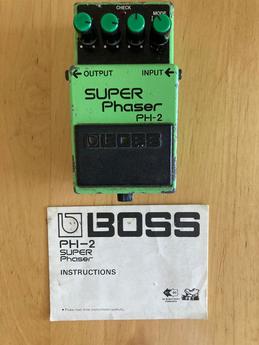 CHECK
MODE
OUTPUT INPUT
SUPER
Phaser
PH-2
BOSS
BOSS
PH-2
SUPER
Phaser
INSTRUCTIONS